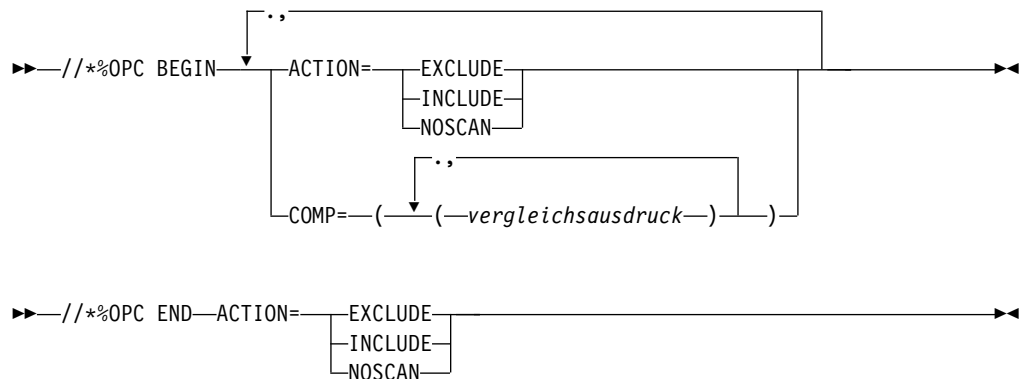 .,
//*%OPC BEGIN ACTION= EXCLUDE
INCLUDE
NOSCAN
.,
COMP= ( ( vergleichsausdruck ) )
//*%OPC END ACTION= EXCLUDE
INCLUDE
NOSCAN